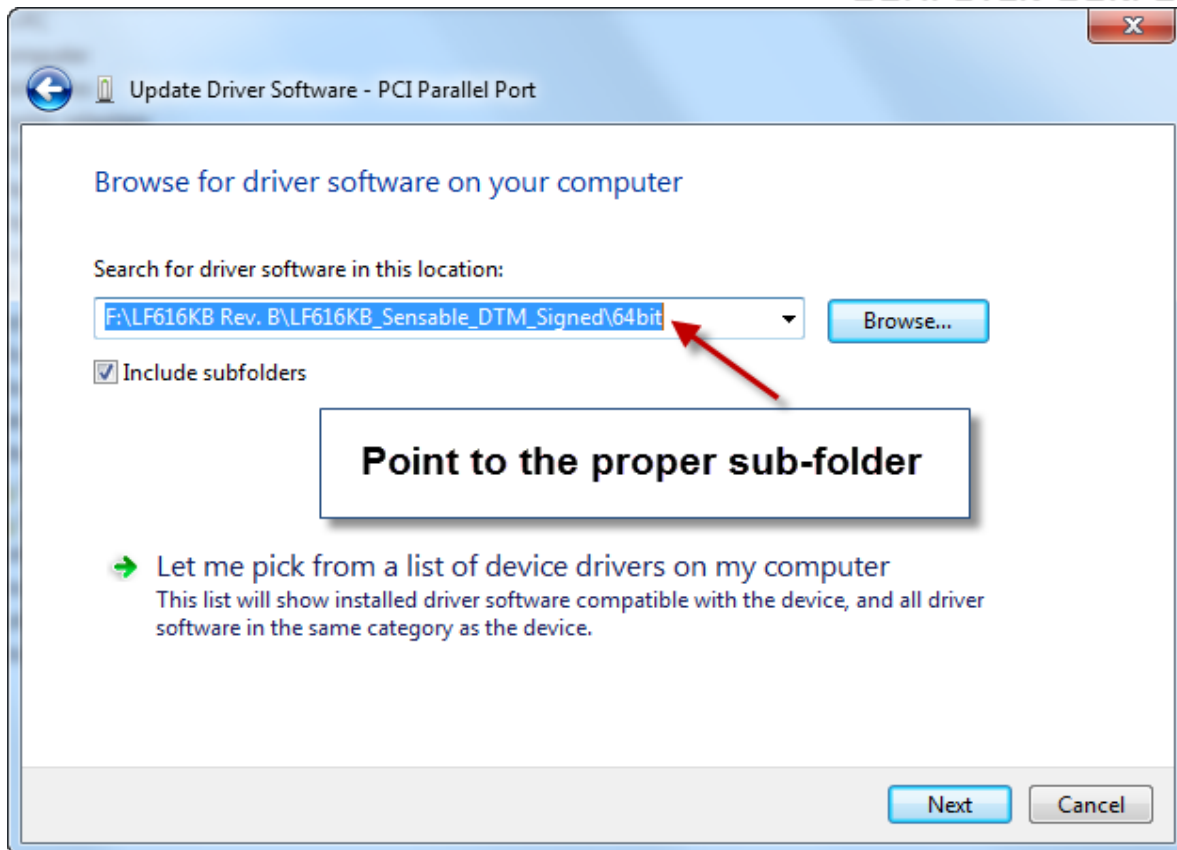 Update Driver Software - PCI Parallel Port
Browse for driver software on your computer
Search for driver software in this location:
F:\LF616KB Rev. B\LF616KB_Sensable_DTM_Signed\64bit
Browse...
Include subfolders
Point to the proper sub-folder
Let me pick from a list of device drivers on my computer
This list will show installed driver software compatible with the device, and all driver
software in the same category as the device.
Next
Cancel